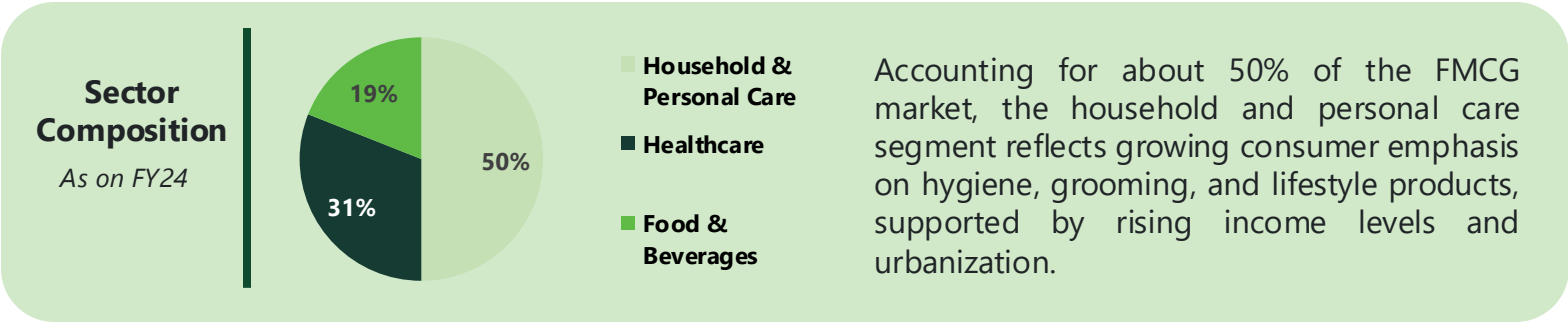 Sector
Composition
As on FY24
19%
50%
31%
Household &
Personal Care
Healthcare
Food &
Beverages
Accounting for about 50% of the FMCG
market, the household and personal care
segment reflects growing consumer emphasis
on hygiene, grooming, and lifestyle products,
supported by rising income levels and
urbanization.